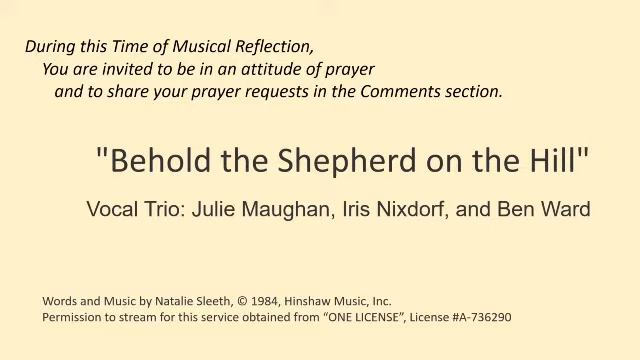 During this Time of Musical Reflection,
You are invited to be in an attitude of prayer
and to share your prayer requests in the Comments section.
"Behold the Shepherd on the Hill"
Vocal Trio: Julie Maughan, Iris Nixdorf, and Ben Ward
Words and Music by Natalie Sleeth, © 1984, Hinshaw Music, Inc.
Permission to stream for this service obtained from “ONE LICENSE”, License #A-736290